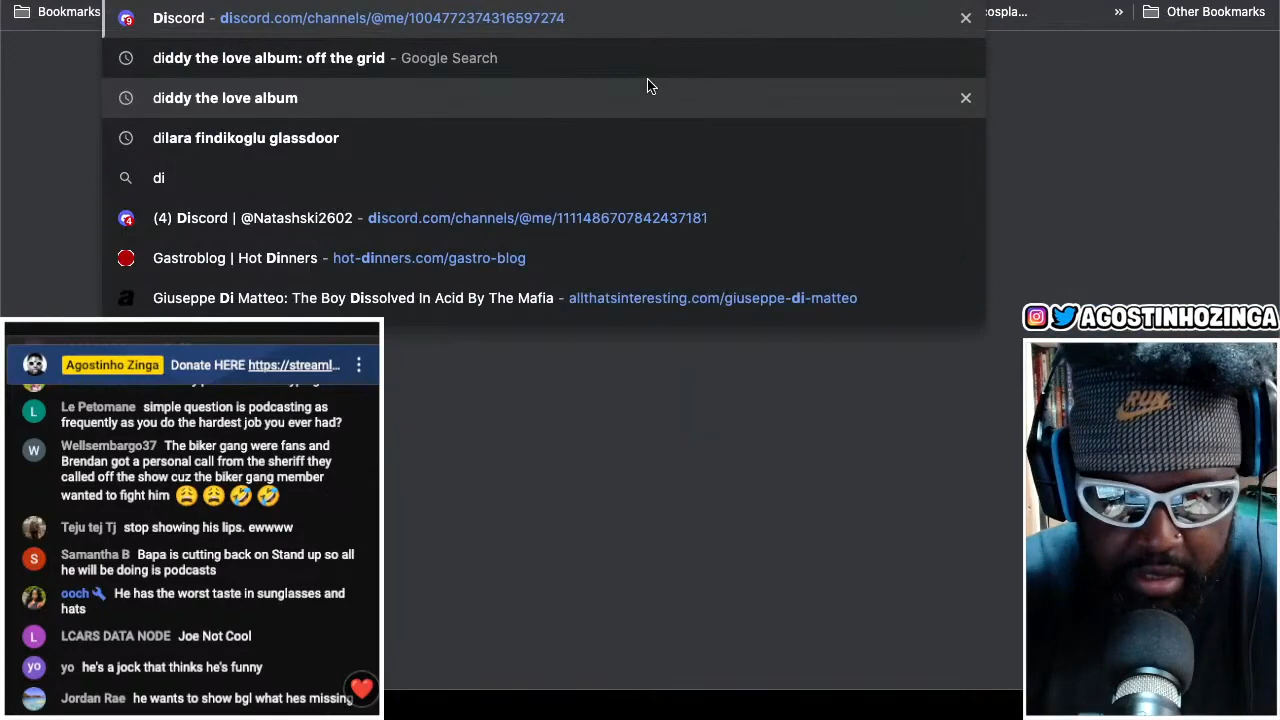 Bookmarks
Discord - discord.com/channels/@me/1004772374316597274
cospla...
»
Other Bookmarks
diddy the love album: off the grid - Google Search
diddy the love album
dilara findikoglu glassdoor
di
(4) Discord | @Natashski2602 - discord.com/channels/@me/1111486707842437181
Gastroblog | Hot Dinners - hot-dinners.com/gastro-blog
Giuseppe Di Matteo: The Boy Dissolved In Acid By The Mafia - allthatsinteresting.com/giuseppe-di-matteo
AGOSTINHOZINGA
Agostinho Zinga Donate HERE https://streaml...
Le Petomane simple question is podcasting as
frequently as you do the hardest job you ever had?
Wellsembargo37 The biker gang were fans and
Brendan got a personal call from the sheriff they
called off the show cuz the biker gang member
wanted to fight him 😩 😩 🤣 🤣
Teju tej Tj stop showing his lips. ewwww
Samantha B Bapa is cutting back on Stand up so all
he will be doing is podcasts
ooch He has the worst taste in sunglasses and
hats
LCARS DATA NODE Joe Not Cool
yo he's a jock that thinks he's funny
Jordan Rae he wants to show bgl what hes missing
RUN